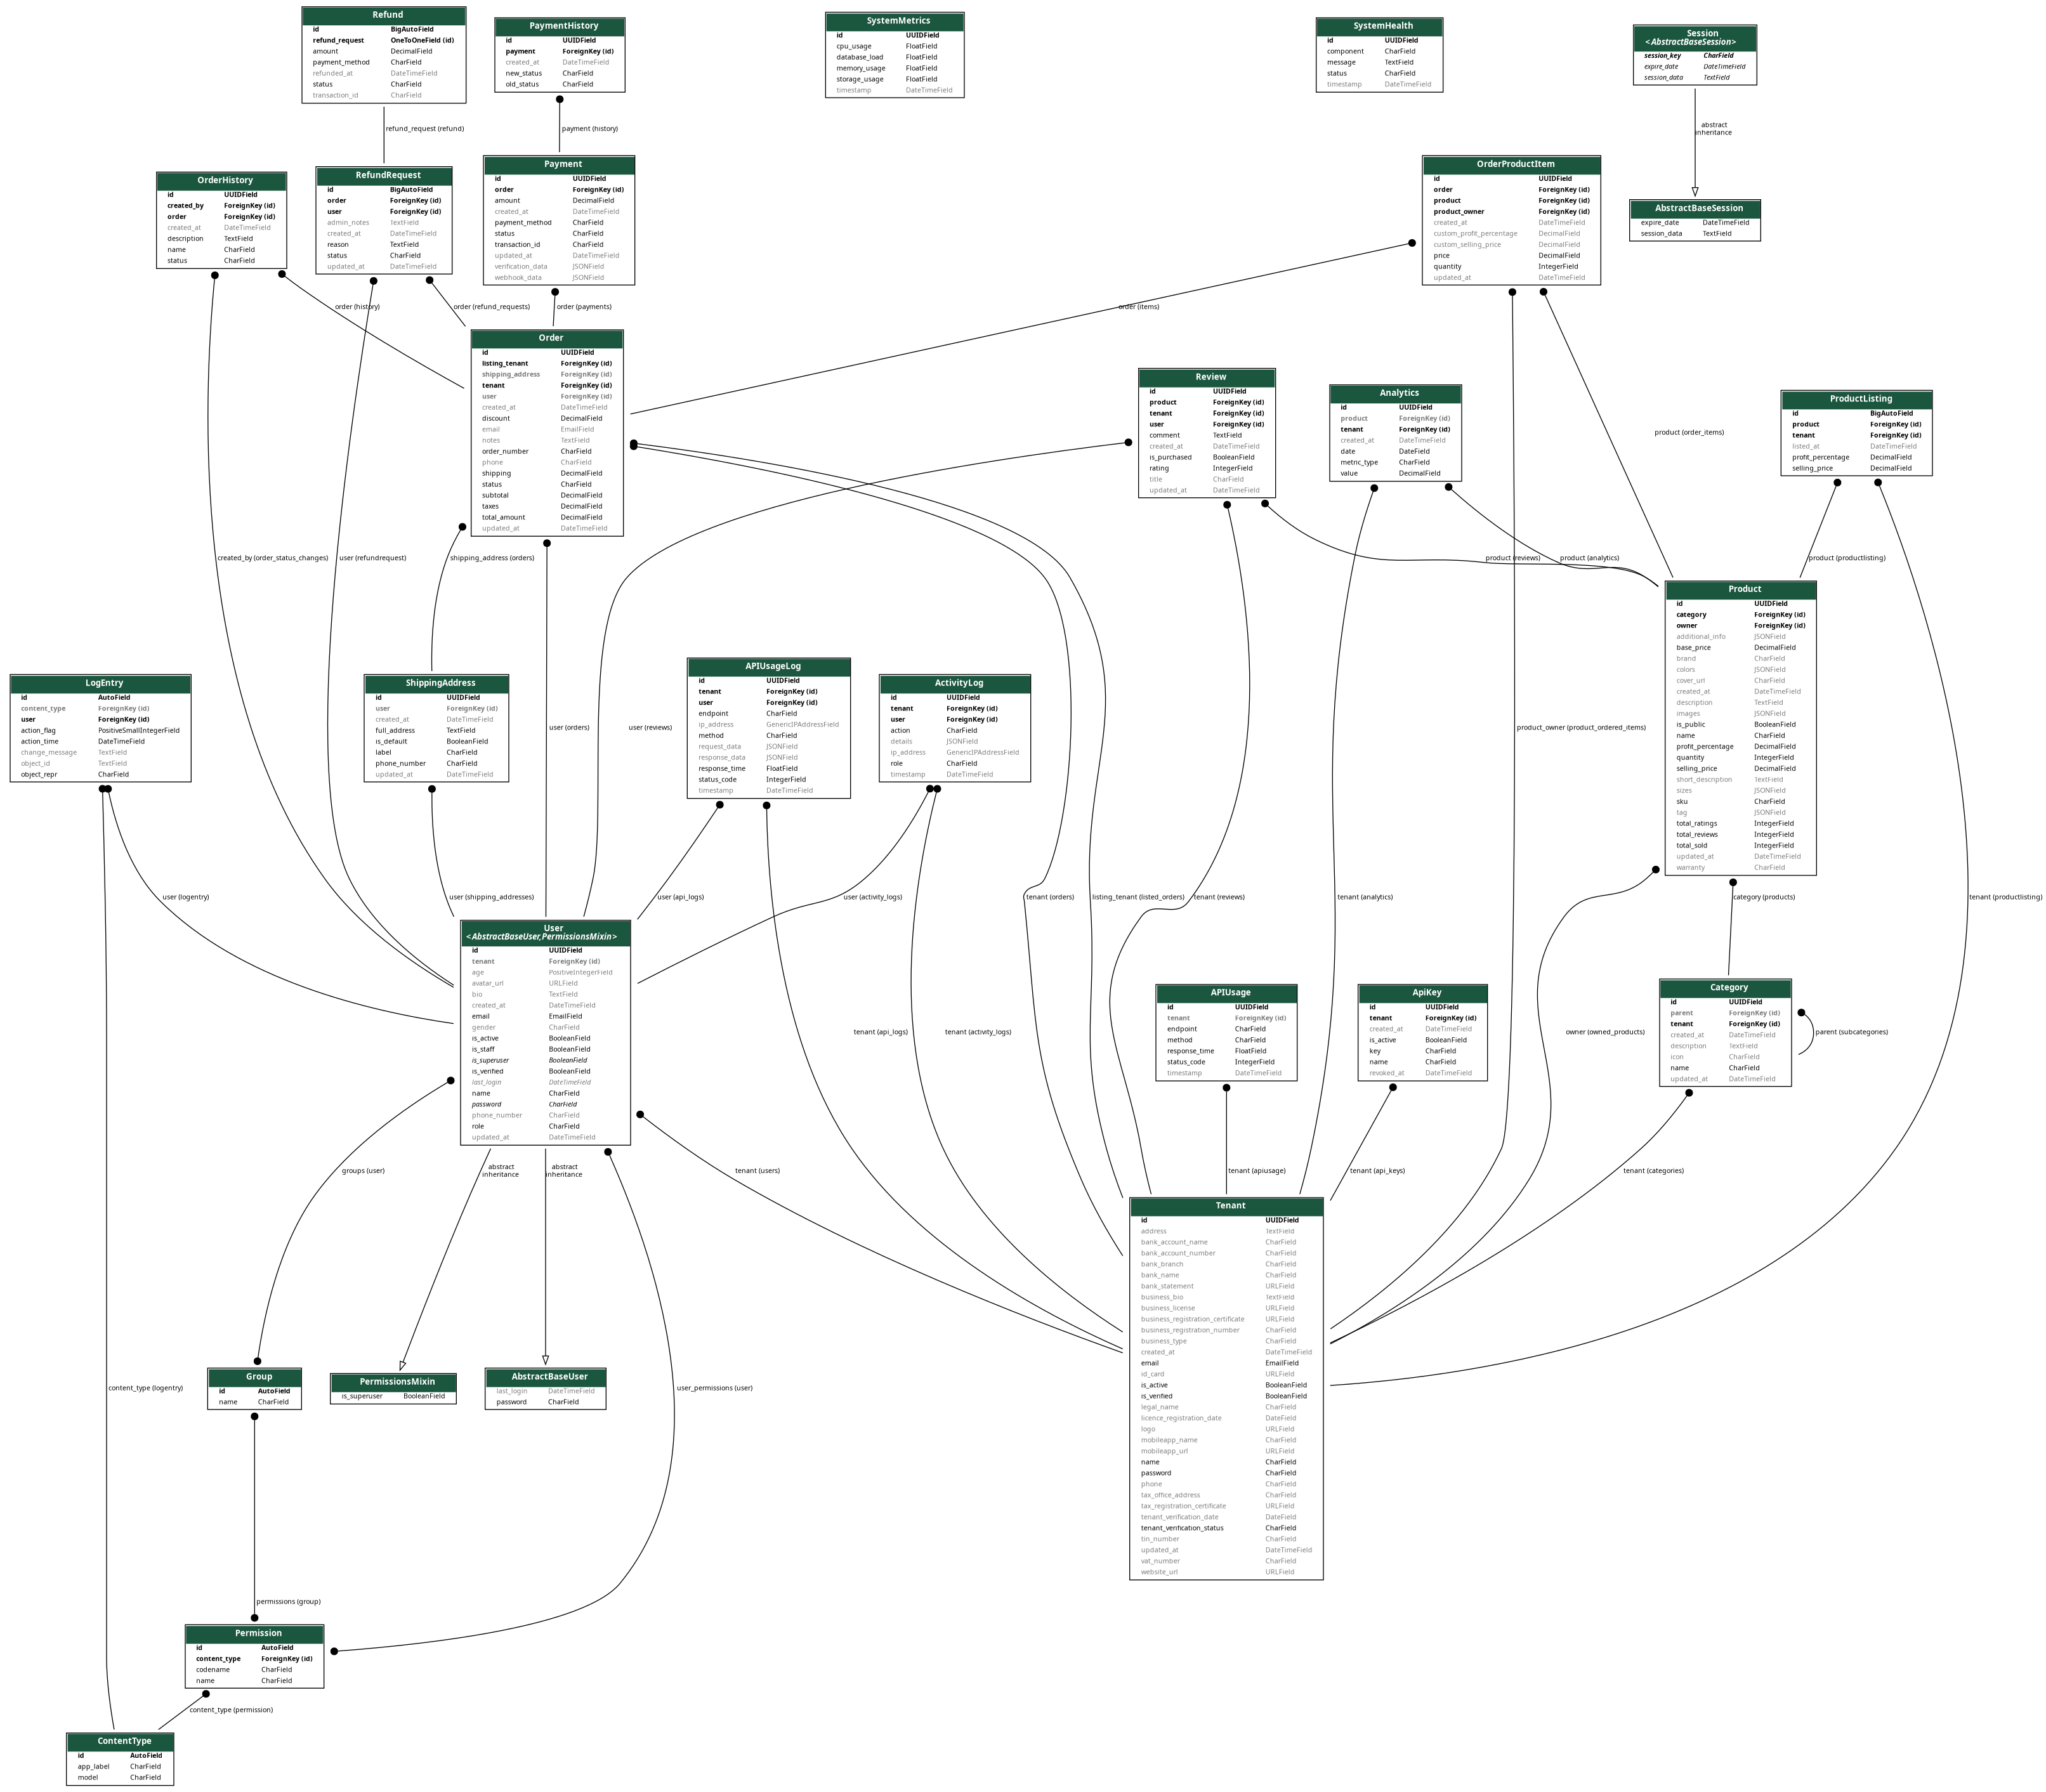 Refund
id BigAutoField
refund_request OneToOneField (id)
amount DecimalField
payment_method CharField
refunded_at DateTimeField
status CharField
transaction_id CharField
PaymentHistory
id UUIDField
payment ForeignKey (id)
created_at DateTimeField
new_status CharField
old_status CharField
SystemMetrics
id UUIDField
cpu_usage FloatField
database_load FloatField
memory_usage FloatField
storage_usage FloatField
timestamp DateTimeField
SystemHealth
id UUIDField
component CharField
message TextField
status CharField
timestamp DateTimeField
Session
<AbstractBaseSession>
session_key CharField
expire_date DateTimeField
session_data TextField
refund_request (refund)
payment (history)
abstract
inheritance
OrderHistory
id UUIDField
created_by ForeignKey (id)
order ForeignKey (id)
created_at DateTimeField
description TextField
name CharField
status CharField
RefundRequest
id BigAutoField
order ForeignKey (id)
user ForeignKey (id)
admin_notes TextField
created_at DateTimeField
reason TextField
status CharField
updated_at DateTimeField
Payment
id UUIDField
order ForeignKey (id)
amount DecimalField
created_at DateTimeField
payment_method CharField
status CharField
transaction_id CharField
updated_at DateTimeField
verification_data JSONField
webhook_data JSONField
OrderProductItem
id UUIDField
order ForeignKey (id)
product ForeignKey (id)
product_owner ForeignKey (id)
created_at DateTimeField
custom_profit_percentage DecimalField
custom_selling_price DecimalField
price DecimalField
quantity IntegerField
updated_at DateTimeField
AbstractBaseSession
expire_date DateTimeField
session_data TextField
order (history)
order (refund_requests)
order (payments)
order (items)
Order
id UUIDField
listing_tenant ForeignKey (id)
shipping_address ForeignKey (id)
tenant ForeignKey (id)
user ForeignKey (id)
created_at DateTimeField
discount DecimalField
email EmailField
notes TextField
order_number CharField
phone CharField
shipping DecimalField
status CharField
subtotal DecimalField
taxes DecimalField
total_amount DecimalField
updated_at DateTimeField
Review
id UUIDField
product ForeignKey (id)
tenant ForeignKey (id)
user ForeignKey (id)
comment TextField
created_at DateTimeField
is_purchased BooleanField
rating IntegerField
title CharField
updated_at DateTimeField
Analytics
id UUIDField
product ForeignKey (id)
tenant ForeignKey (id)
created_at DateTimeField
date DateField
metric_type CharField
value DecimalField
product (order_items)
ProductListing
id BigAutoField
product ForeignKey (id)
tenant ForeignKey (id)
listed_at DateTimeField
profit_percentage DecimalField
selling_price DecimalField
created_by (order_status_changes)
user (refundrequest)
shipping_address (orders)
product (reviews)
product (analytics)
product (productlisting)
Product
id UUIDField
category ForeignKey (id)
owner ForeignKey (id)
additional_info JSONField
base_price DecimalField
brand CharField
colors JSONField
cover_url CharField
created_at DateTimeField
description TextField
images JSONField
is_public BooleanField
name CharField
profit_percentage DecimalField
quantity IntegerField
selling_price DecimalField
short_description TextField
sizes JSONField
sku CharField
tag JSONField
total_ratings IntegerField
total_reviews IntegerField
total_sold IntegerField
updated_at DateTimeField
warranty CharField
LogEntry
id AutoField
content_type ForeignKey (id)
user ForeignKey (id)
action_flag PositiveSmallIntegerField
action_time DateTimeField
change_message TextField
object_id TextField
object_repr CharField
ShippingAddress
id UUIDField
user ForeignKey (id)
created_at DateTimeField
full_address TextField
is_default BooleanField
label CharField
phone_number CharField
updated_at DateTimeField
user (orders)
user (reviews)
APIUsageLog
id UUIDField
tenant ForeignKey (id)
user ForeignKey (id)
endpoint CharField
ip_address GenericIPAddressField
method CharField
request_data JSONField
response_data JSONField
response_time FloatField
status_code IntegerField
timestamp DateTimeField
ActivityLog
id UUIDField
tenant ForeignKey (id)
user ForeignKey (id)
action CharField
details JSONField
ip_address GenericIPAddressField
role CharField
timestamp DateTimeField
product_owner (product_ordered_items)
user (logentry)
user (shipping_addresses)
user (api_logs)
user (activity_logs)
tenant (orders)
listing_tenant (listed_orders)
tenant (reviews)
tenant (analytics)
category (products)
tenant (productlisting)
User
<AbstractBaseUser,PermissionsMixin>
id UUIDField
tenant ForeignKey (id)
age PositiveIntegerField
avatar_url URLField
bio TextField
created_at DateTimeField
email EmailField
gender CharField
is_active BooleanField
is_staff BooleanField
is_superuser BooleanField
is_verified BooleanField
last_login DateTimeField
name CharField
password CharField
phone_number CharField
role CharField
updated_at DateTimeField
tenant (api_logs)
tenant (activity_logs)
APIUsage
id UUIDField
tenant ForeignKey (id)
endpoint CharField
method CharField
response_time FloatField
status_code IntegerField
timestamp DateTimeField
ApiKey
id UUIDField
tenant ForeignKey (id)
created_at DateTimeField
is_active BooleanField
key CharField
name CharField
revoked_at DateTimeField
owner (owned_products)
Category
id UUIDField
parent ForeignKey (id)
tenant ForeignKey (id)
created_at DateTimeField
description TextField
icon CharField
name CharField
updated_at DateTimeField
parent (subcategories)
groups (user)
abstract
inheritance
abstract
inheritance
tenant (users)
tenant (apiusage)
tenant (api_keys)
tenant (categories)
Tenant
id UUIDField
address TextField
bank_account_name CharField
bank_account_number CharField
bank_branch CharField
bank_name CharField
bank_statement URLField
business_bio TextField
business_license URLField
business_registration_certificate URLField
business_registration_number CharField
business_type CharField
created_at DateTimeField
email EmailField
id_card URLField
is_active BooleanField
is_verified BooleanField
legal_name CharField
licence_registration_date DateField
logo URLField
mobileapp_name CharField
mobileapp_url URLField
name CharField
password CharField
phone CharField
tax_office_address CharField
tax_registration_certificate URLField
tenant_verification_date DateField
tenant_verification_status CharField
tin_number CharField
updated_at DateTimeField
vat_number CharField
website_url URLField
content_type (logentry)
Group
id AutoField
name CharField
PermissionsMixin
is_superuser BooleanField
AbstractBaseUser
last_login DateTimeField
password CharField
user_permissions (user)
permissions (group)
Permission
id AutoField
content_type ForeignKey (id)
codename CharField
name CharField
content_type (permission)
ContentType
id AutoField
app_label CharField
model CharField